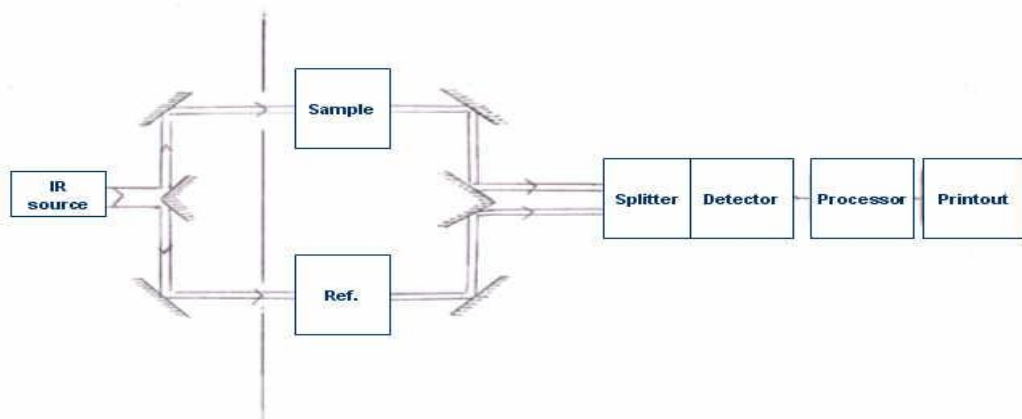 Sample
IR
source
Splitter
Detector
Processor
Printout
Ref.